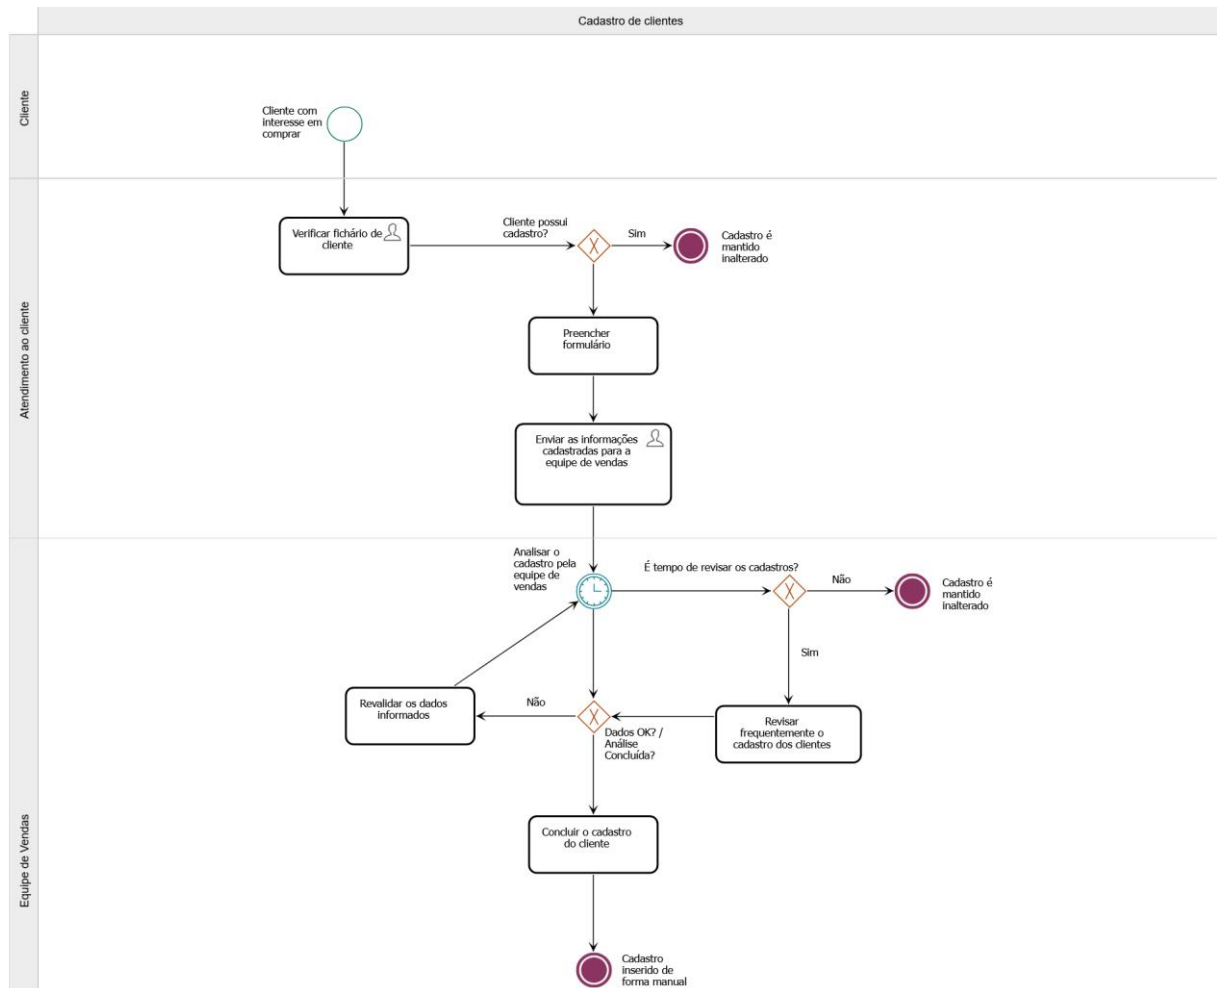 Cadastro de clientes
Cliente
Cliente com
interesse em
comprar
Atendimento ao cliente
Verificar fichário de
cliente
Cliente possui
cadastro?
Sim
Cadastro é
mantido
inalterado
Preencher
formulário
Enviar as informações
cadastradas para a
equipe de vendas
Equipe de Vendas
Analisar o
cadastro pela
equipe de
vendas
É tempo de revisar os cadastros?
Não
Cadastro é
mantido
inalterado
Sim
Revalidar os dados
informados
Não
Dados OK? /
Análise
Concluída?
Revisar
frequentemente o
cadastro dos clientes
Concluir o cadastro
do cliente
Cadastro
inserido de
forma manual